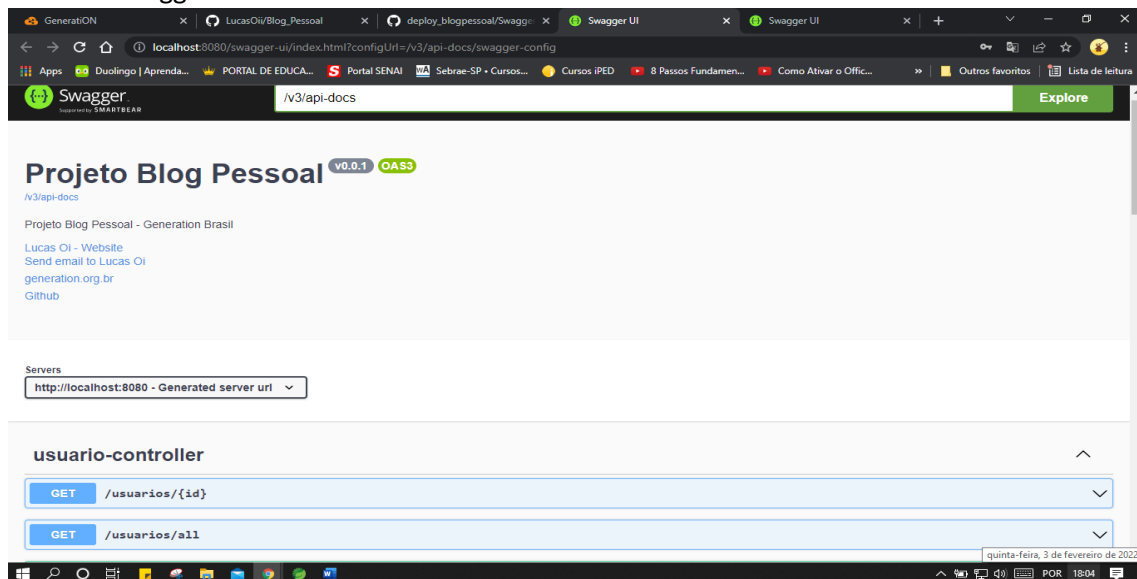 GeneratiON
LucasOii/Blog_Pessoal
deploy_blogpessoal/Swagger
Swagger UI
Swagger UI
localhost:8080/swagger-ui/index.html?configUrl=/v3/api-docs/swagger-config
Apps
Duolingo | Aprenda...
PORTAL DE EDUCA...
Portal SENAI
wA Sebrae-SP • Cursos...
Cursos iPED
8 Passos Fundamen...
Como Ativar o Offic...
»
Outros favoritos
Lista de leitura
Swagger.
Supported by SMARTBEAR
/v3/api-docs
Explore
Projeto Blog Pessoal v0.0.1 OAS3
/v3/api-docs
Projeto Blog Pessoal - Generation Brasil
Lucas Oi - Website
Send email to Lucas Oi
generation.org.br
Github
Servers
http://localhost:8080 - Generated server url
usuario-controller
GET /usuarios/{id}
GET /usuarios/all
quinta-feira, 3 de fevereiro de 2022
POR 18:04